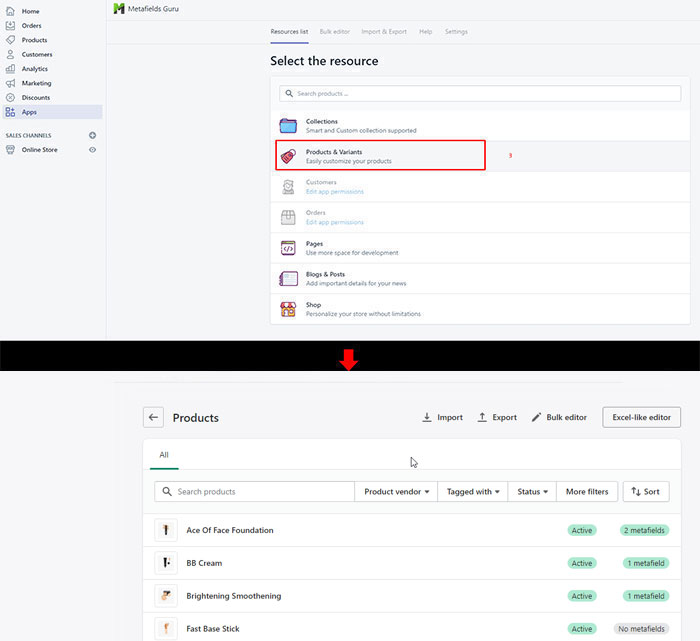 Home
Orders
Products
Customers
Analytics
Marketing
Discounts
Apps
SALES CHANNELS
Online Store
Metafields Guru
Resources list Bulk editor Import & Export Help Settings
Select the resource
Search products ...
Collections
Smart and Custom collection supported
Products & Variants
Easily customize your products
3
Customers
Edit app permissions
Orders
Edit app permissions
Pages
Use more space for development
Blogs & Posts
Add important details for your news
Shop
Personalize your store without limitations
Products Import Export Bulk editor Excel-like editor
All
Search products Product vendor Tagged with Status More filters Sort
Ace Of Face Foundation Active 2 metafields
BB Cream Active 1 metafield
Brightening Smoothening Active 1 metafield
Fast Base Stick Active No metafields